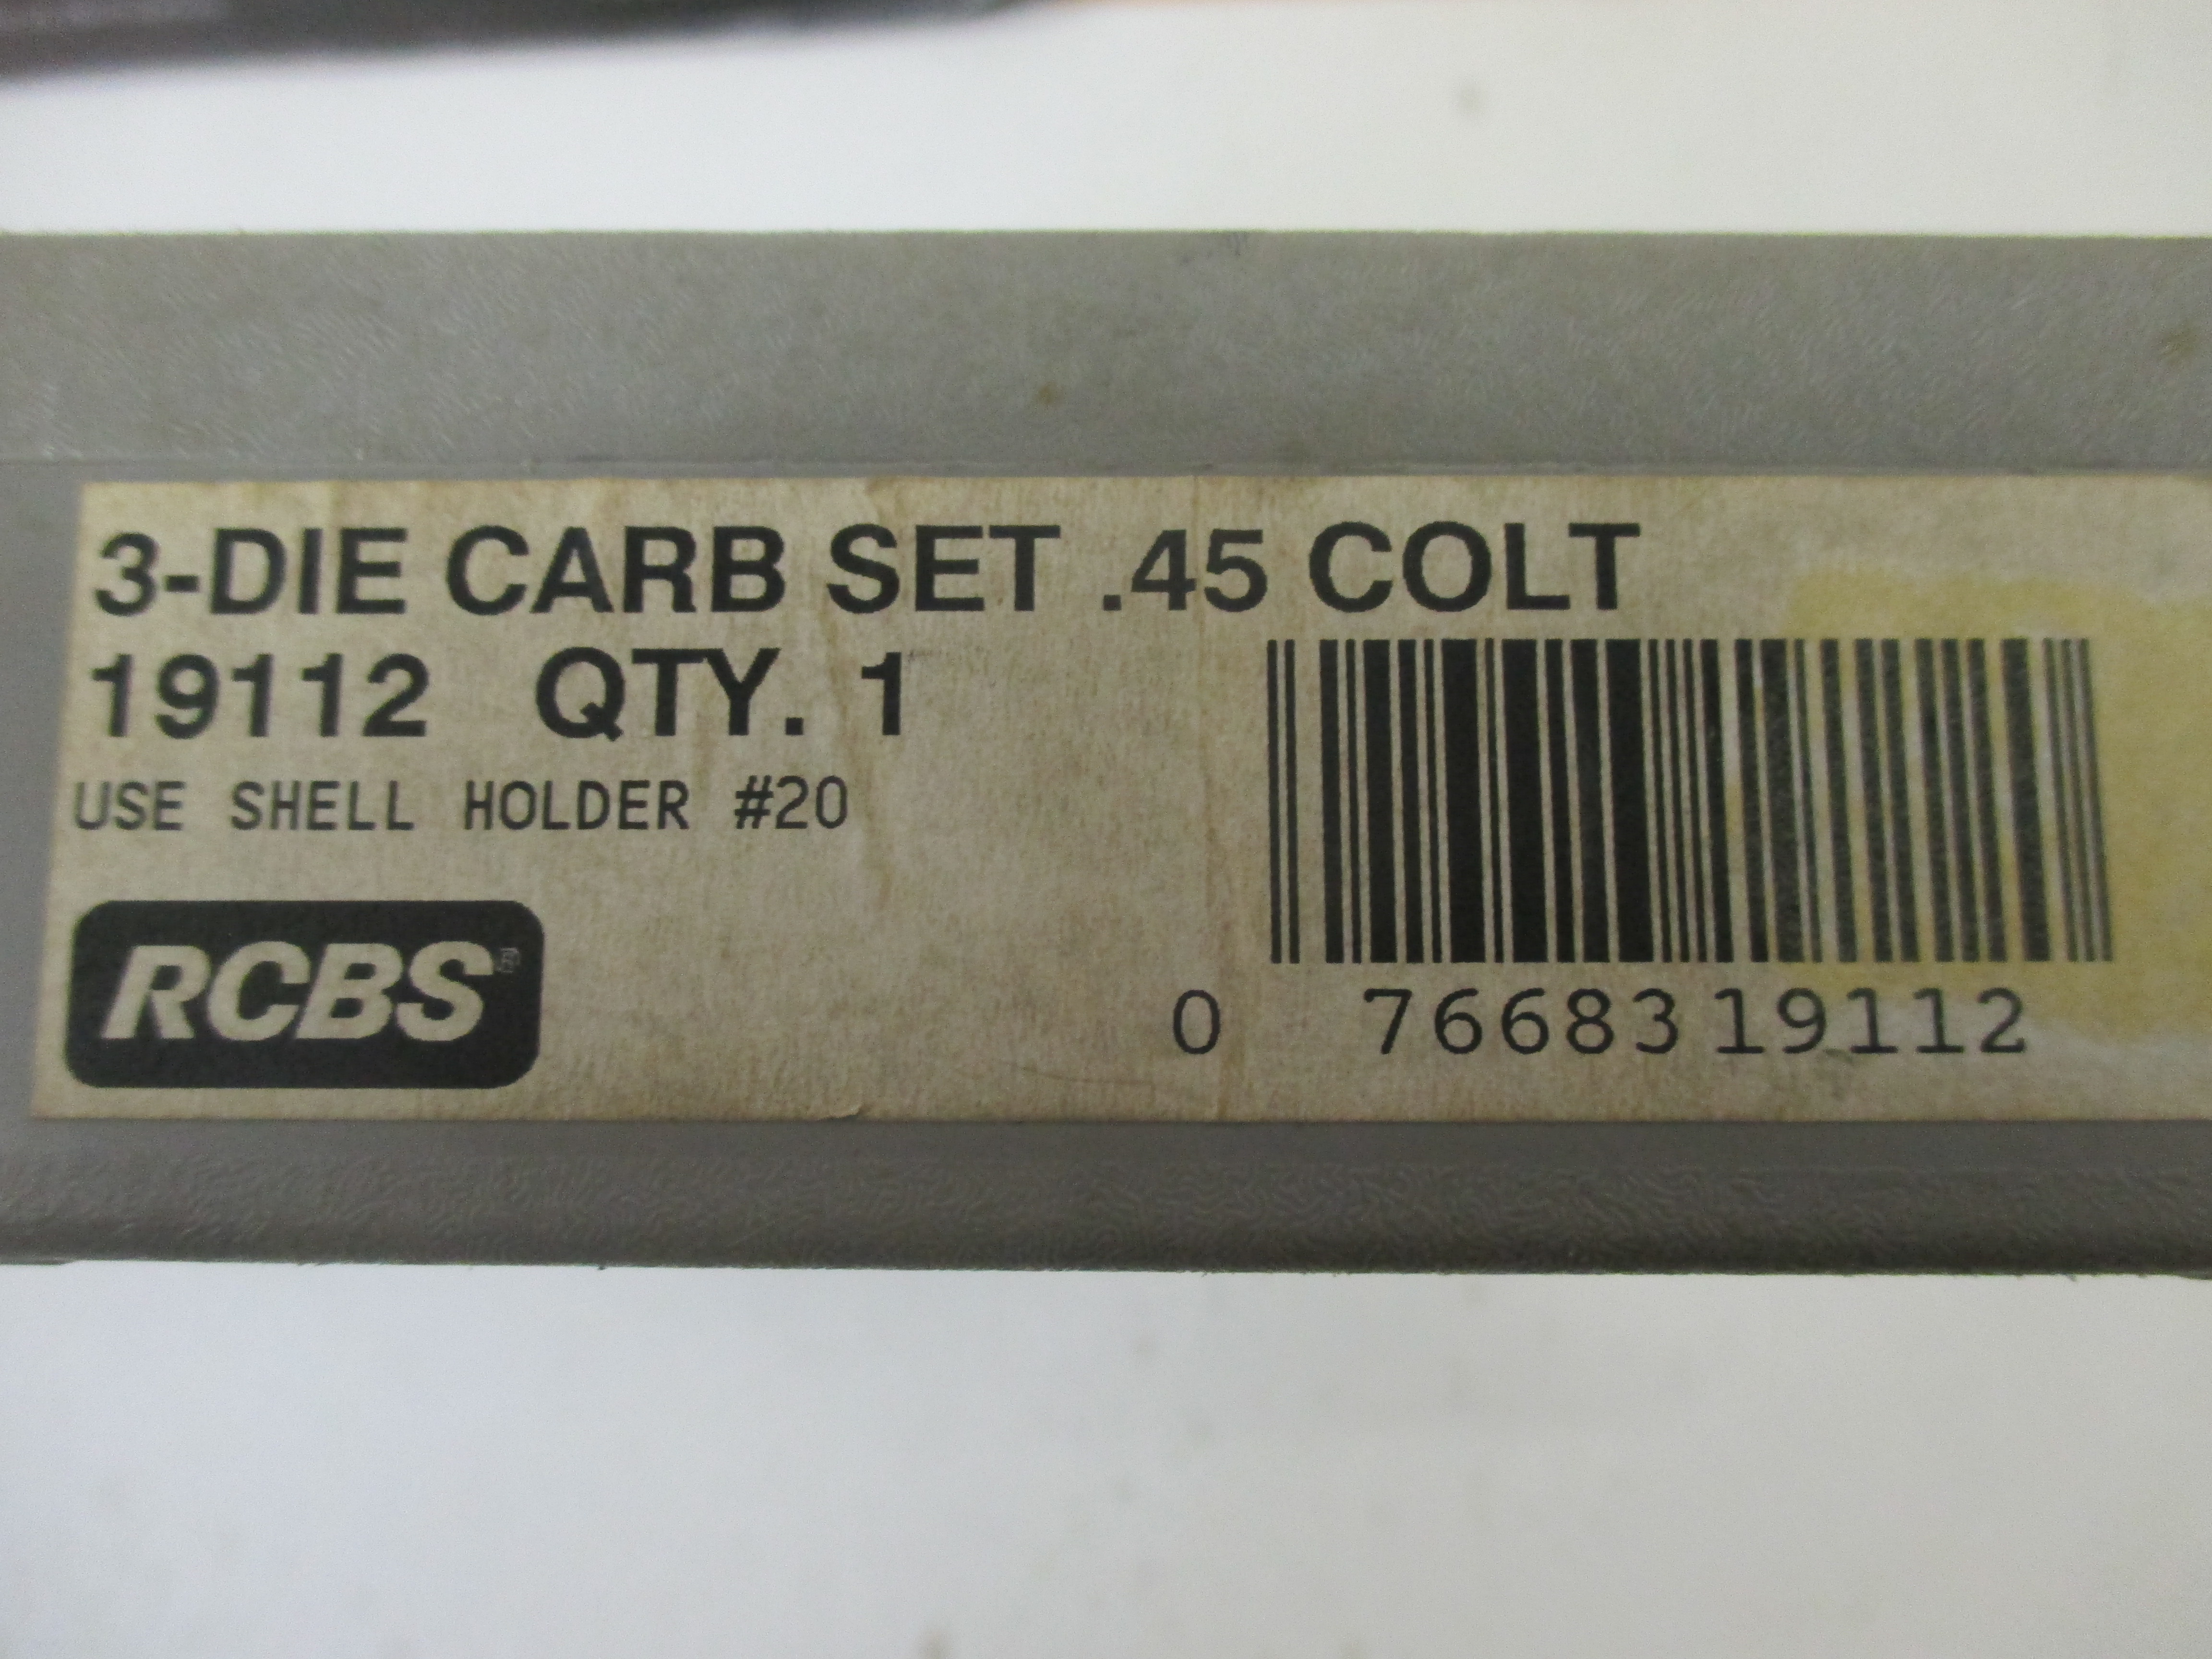 3-DIE CARB SET .45 COLT
19112 QTY. 1
USE SHELL HOLDER #20
RCBS®
0 76683 19112